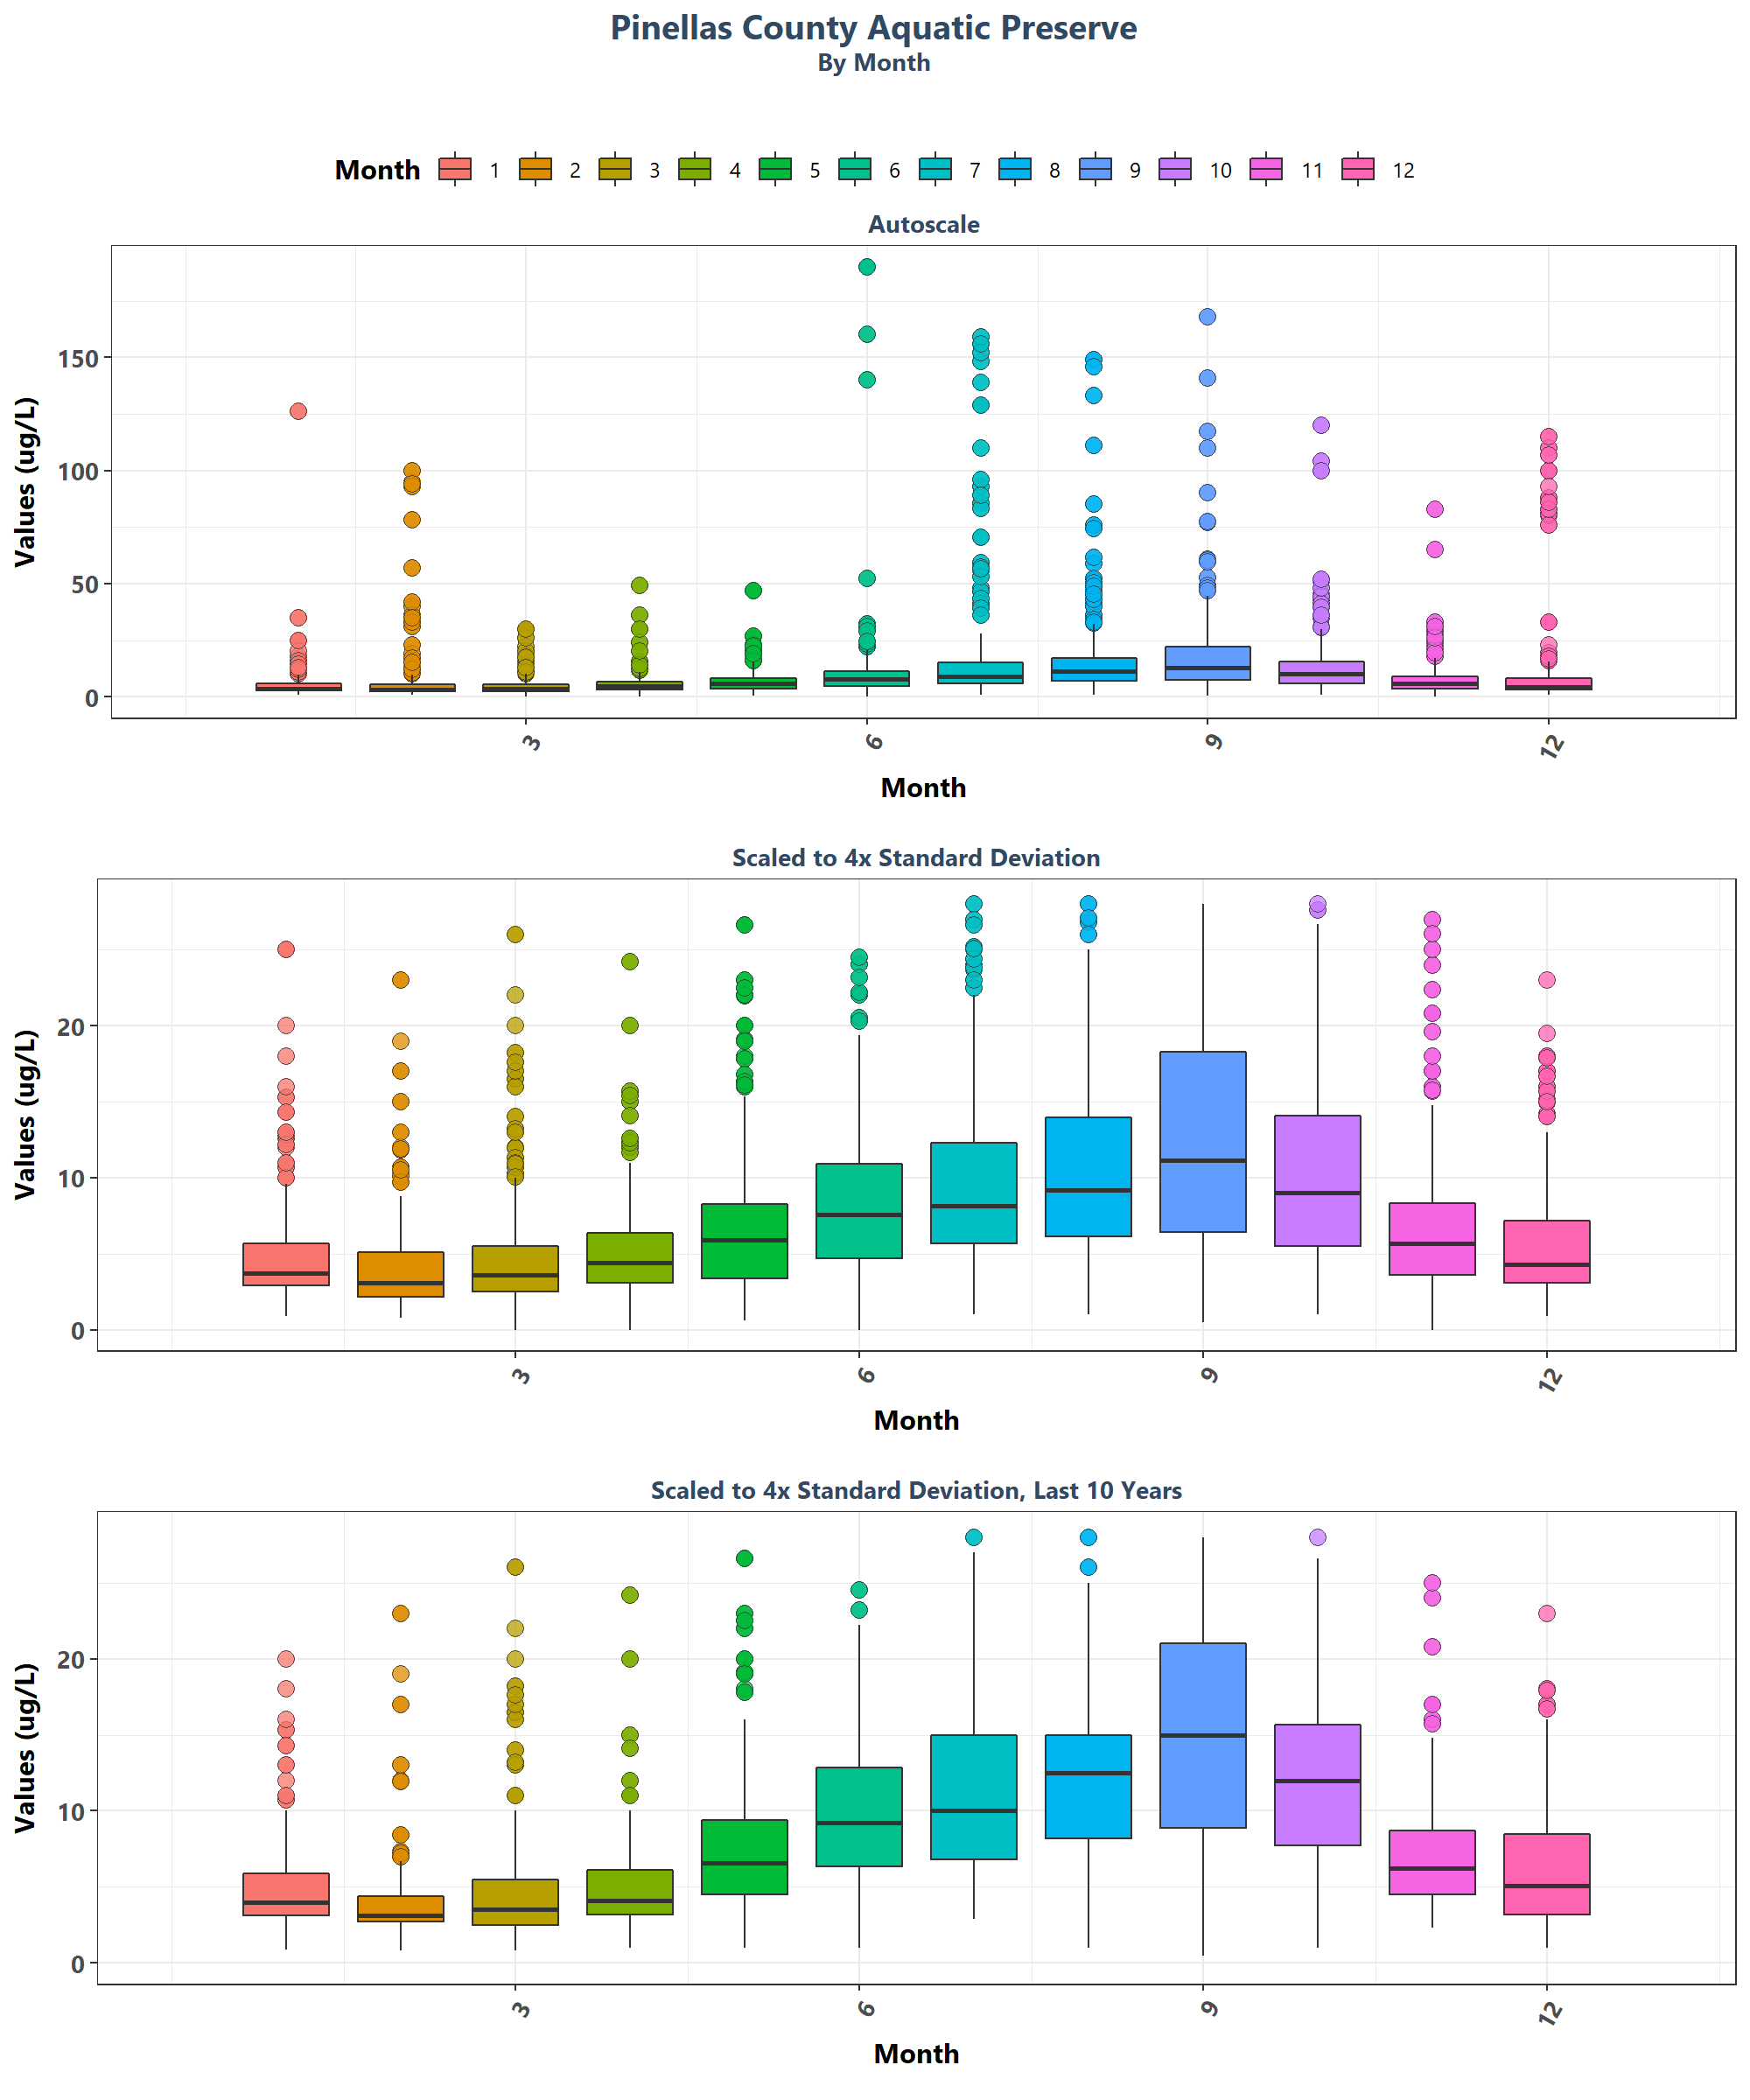 Pinellas County Aquatic Preserve
By Month
Month 1 2 3 4 5 6 7 8 9 10 11 12
Autoscale
Values (ug/L)
150
100
50
0
3 6 9 12
Month
Scaled to 4x Standard Deviation
Values (ug/L)
20
10
0
3 6 9 12
Month
Scaled to 4x Standard Deviation, Last 10 Years
Values (ug/L)
20
10
0
3 6 9 12
Month